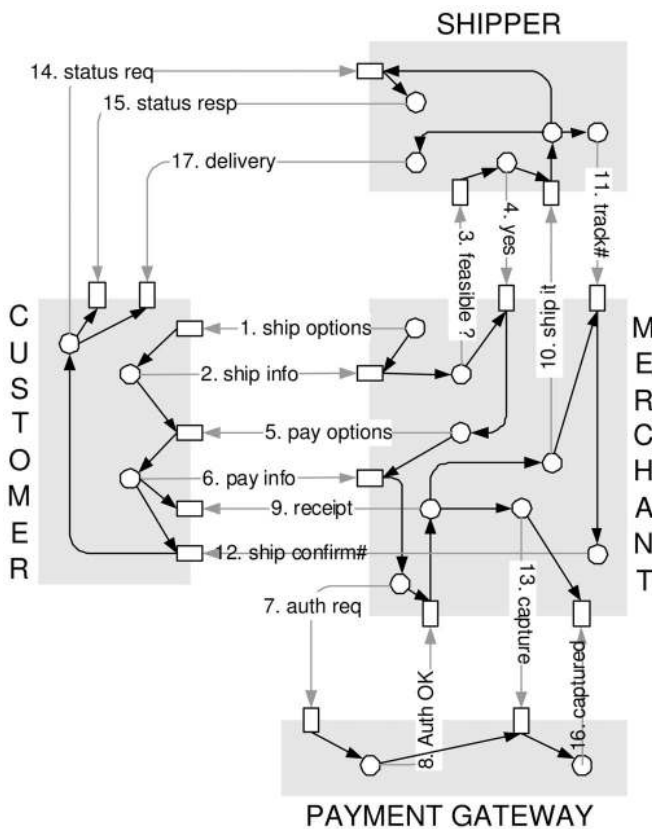 SHIPPER
14. status req
15. status resp
17. delivery
3. feasible ?
4. yes
10. ship it
11. track#
CUSTOMER
MERCHANT
1. ship options
2. ship info
5. pay options
6. pay info
9. receipt
12. ship confirm#
7. auth req
8. Auth OK
13. capture
16. captured
PAYMENT GATEWAY